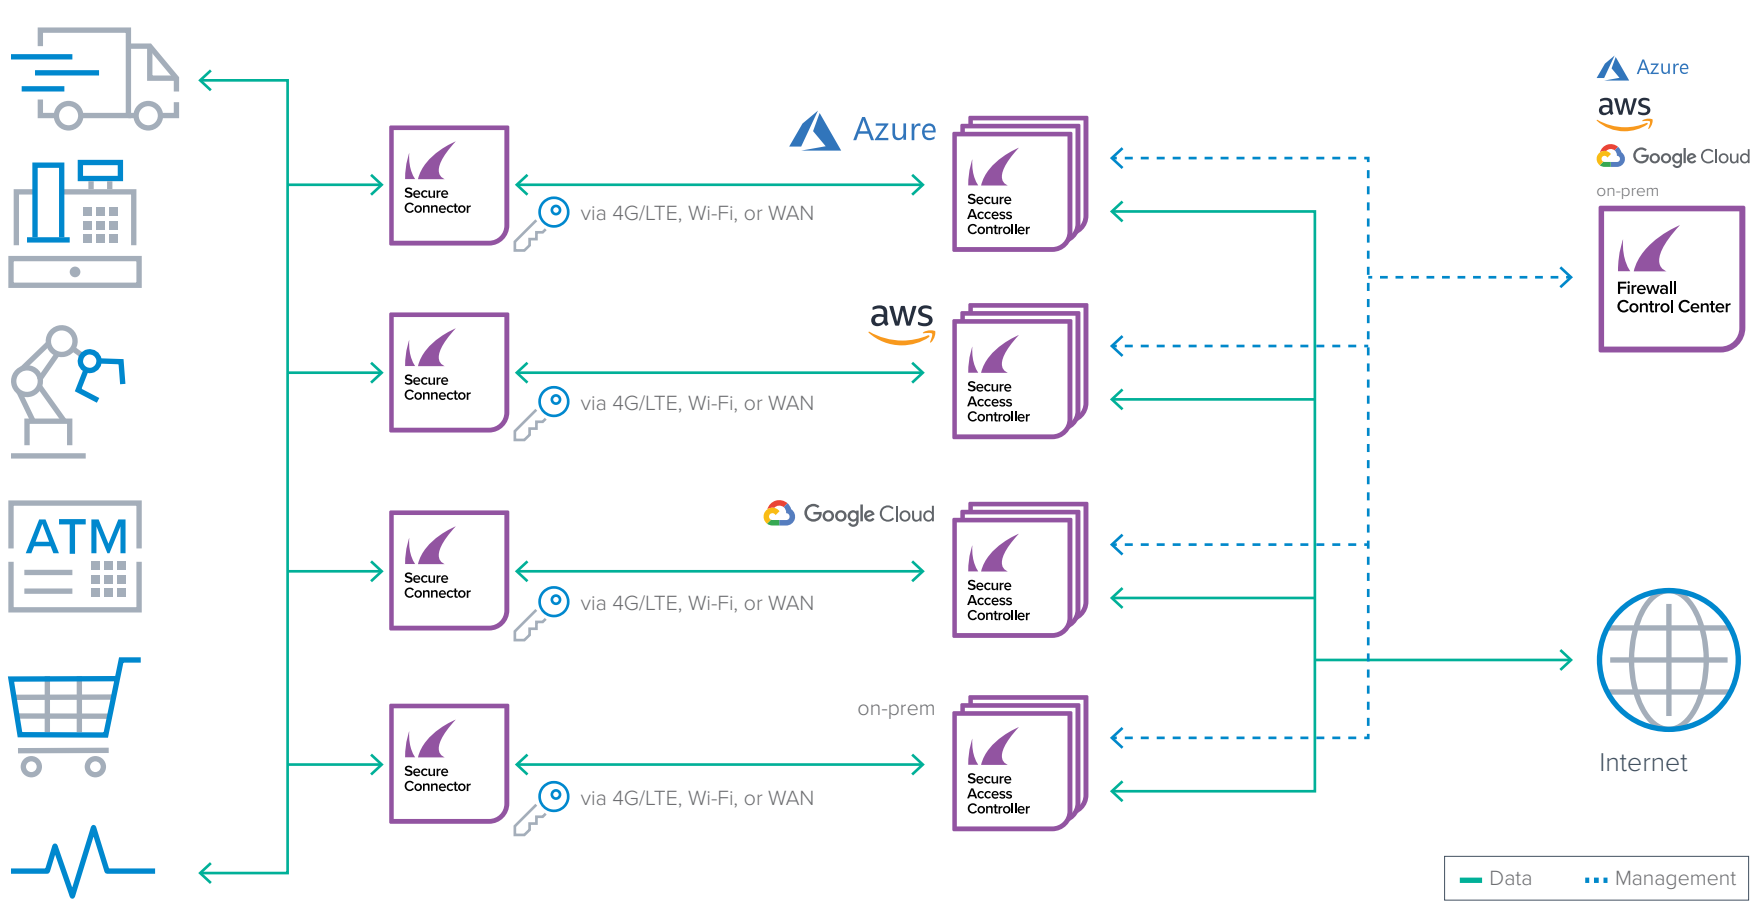 Azure
Secure
Connector
via 4G/LTE, Wi-Fi, or WAN
Secure
Access
Controller
aws
Secure
Connector
via 4G/LTE, Wi-Fi, or WAN
Secure
Access
Controller
ATM
Google Cloud
Secure
Connector
via 4G/LTE, Wi-Fi, or WAN
Secure
Access
Controller
on-prem
Secure
Connector
via 4G/LTE, Wi-Fi, or WAN
Secure
Access
Controller
Azure
aws
Google Cloud
on-prem
Firewall
Control Center
Internet
Data
Management